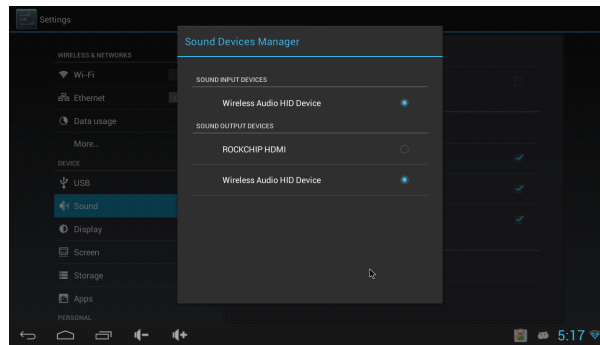 Settings
WIRELESS & NETWORKS
Wi-Fi
Ethernet
Data usage
More...
DEVICE
USB
Sound
Display
Screen
Storage
Apps
PERSONAL
Sound Devices Manager
SOUND INPUT DEVICES
Wireless Audio HID Device
SOUND OUTPUT DEVICES
ROCKCHIP HDMI
Wireless Audio HID Device
5:17